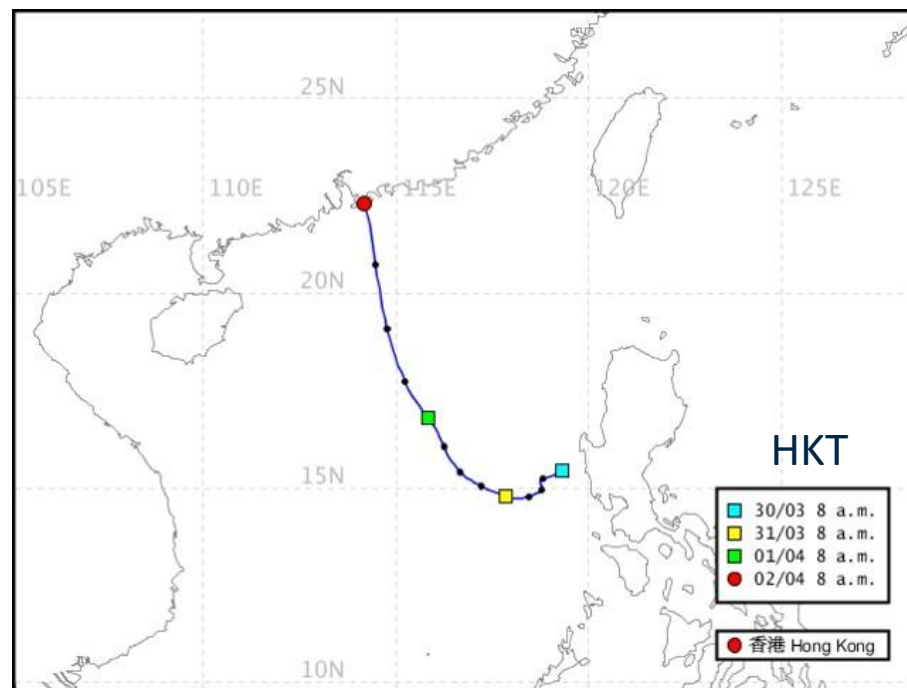 25N
105E 110E 115E 120E 125E
20N
15N
10N
HKT
30/03 8 a.m.
31/03 8 a.m.
01/04 8 a.m.
02/04 8 a.m.
香港 Hong Kong